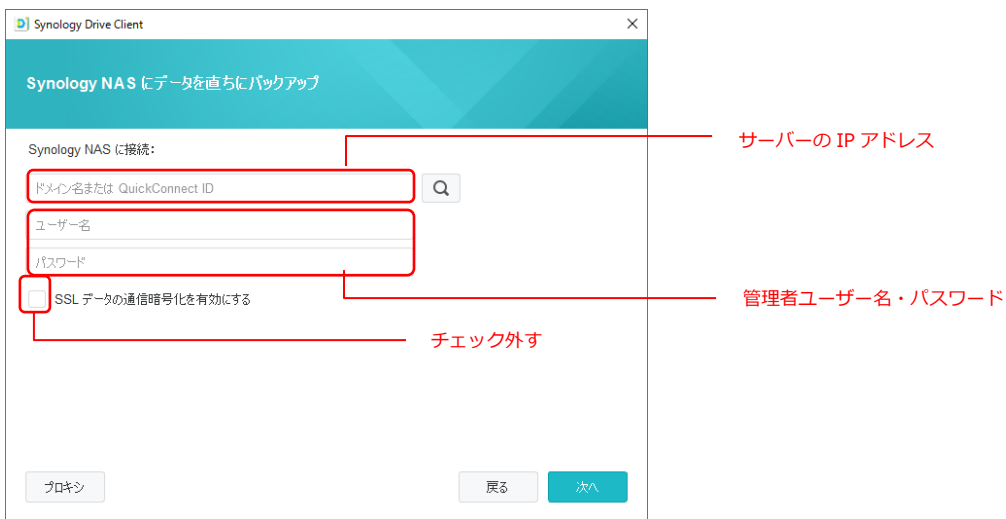 Synology Drive Client
Synology NAS にデータを直ちにバックアップ
サーバーの IP アドレス
Synology NAS に接続:
ドメイン名または QuickConnect ID
ユーザー名
パスワード
SSL データの通信暗号化を有効にする
管理者ユーザー名・パスワード
チェック外す
プロキシ
戻る
次へ